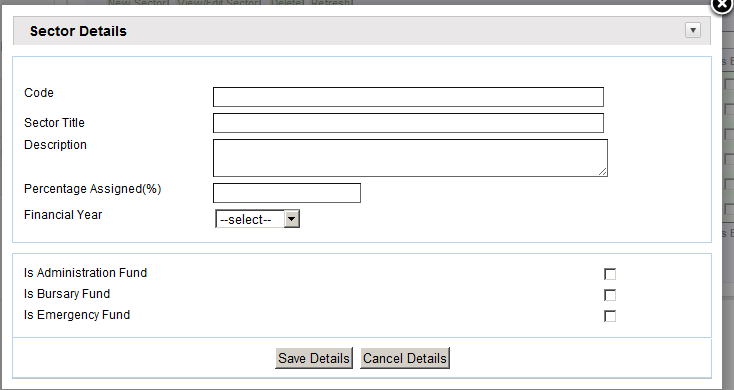 New Sector View/Edit Sector Delete Refresh
Sector Details
Code
Sector Title
Description
Percentage Assigned(%)
Financial Year
--select--
Is Administration Fund
Is Bursary Fund
Is Emergency Fund
Save Details Cancel Details